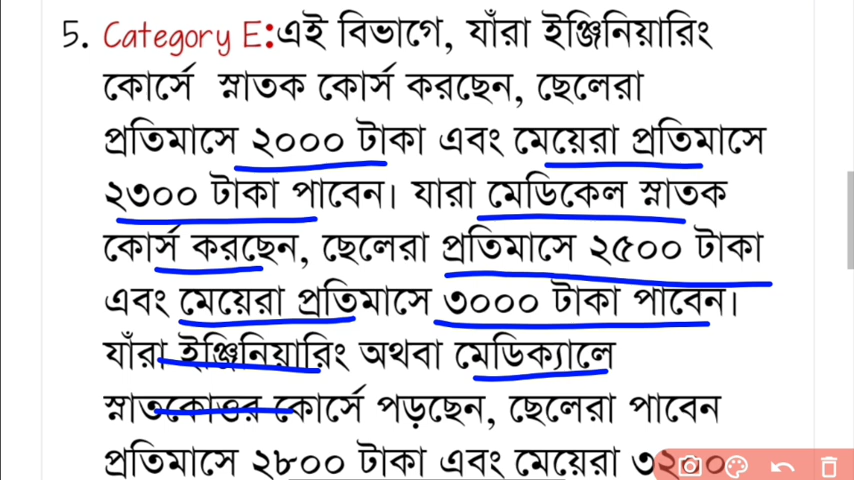 5. Category E:এই বিভাগে, যাঁরা ইঞ্জিনিয়ারিং
কোর্সে স্নাতক কোর্স করছেন, ছেলেরা
প্রতিমাসে ২০০০ টাকা এবং মেয়েরা প্রতিমাসে
২৩০০ টাকা পাবেন। যারা মেডিকেল স্নাতক
কোর্স করছেন, ছেলেরা প্রতিমাসে ২৫০০ টাকা
এবং মেয়েরা প্রতিমাসে ৩০০০ টাকা পাবেন।
যাঁরা ইঞ্জিনিয়ারিং অথবা মেডিক্যালে
স্নাতকোত্তর কোর্সে পড়ছেন, ছেলেরা পাবেন
প্রতিমাসে ২৮০০ টাকা এবং মেয়েরা